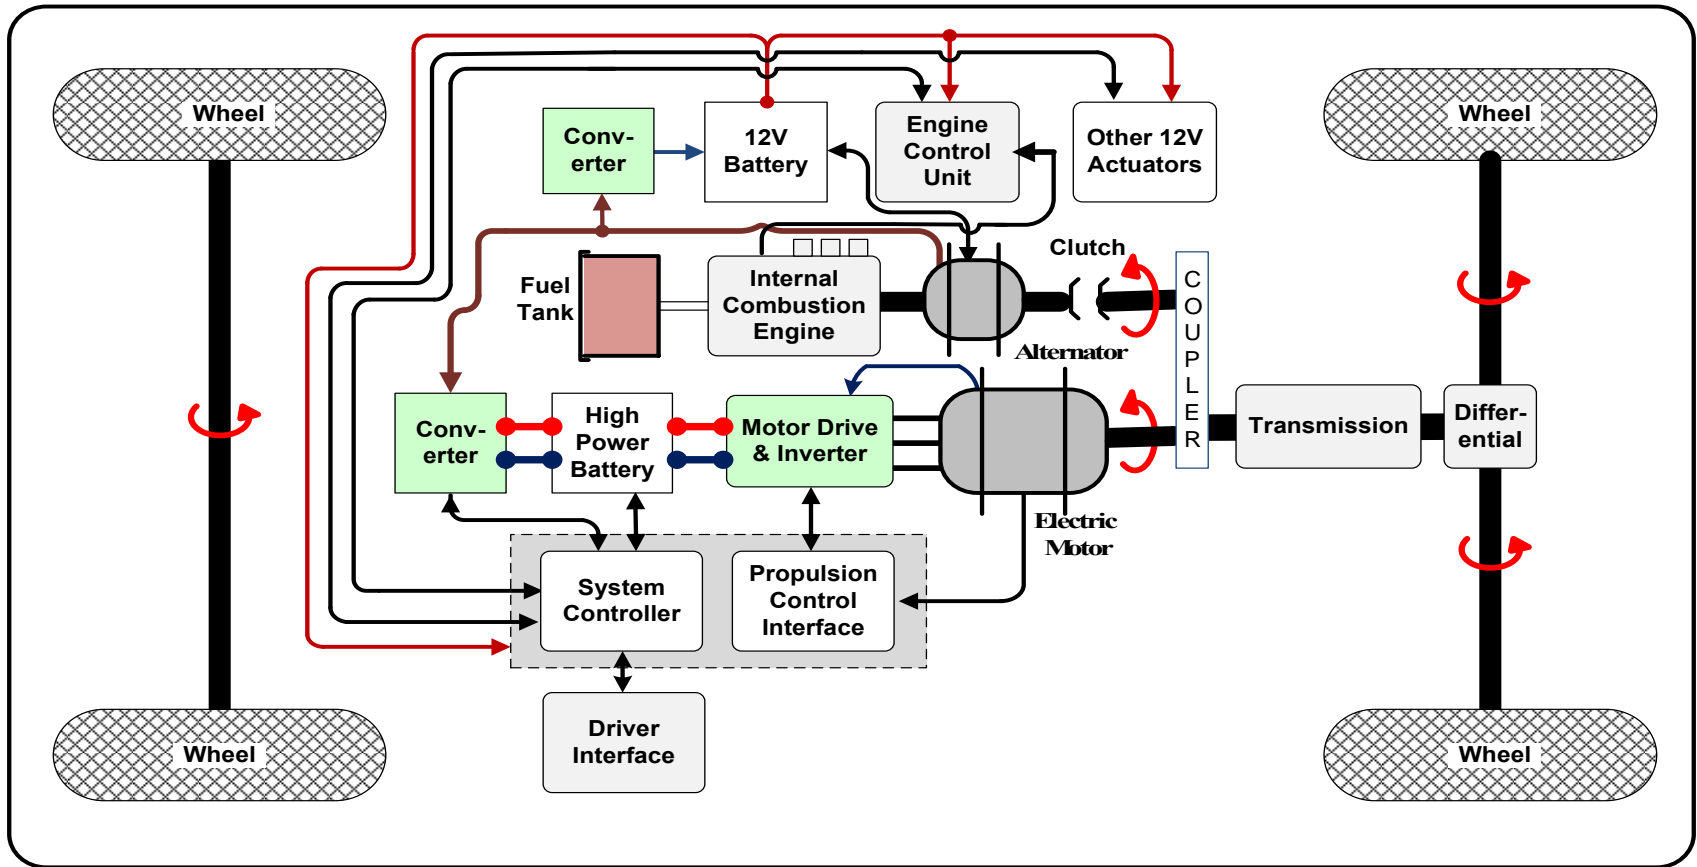 Wheel
Wheel
Conv-
erter
12V
Battery
Engine
Control
Unit
Other 12V
Actuators
Fuel
Tank
Internal
Combustion
Engine
Clutch
Alternator
C
O
U
P
L
E
R
Conv-
erter
High
Power
Battery
Motor Drive
& Inverter
Transmission
Differ-
ential
Electric
Motor
System
Controller
Propulsion
Control
Interface
Driver
Interface
Wheel
Wheel